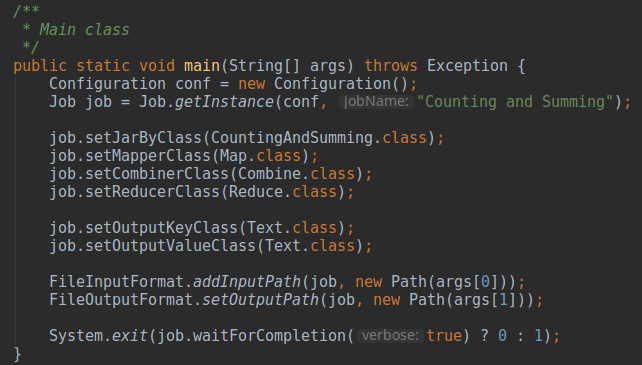 /**
 * Main class
 */
public static void main(String[] args) throws Exception {
    Configuration conf = new Configuration();
    Job job = Job.getInstance(conf, jobName: "Counting and Summing");

    job.setJarByClass(CountingAndSumming.class);
    job.setMapperClass(Map.class);
    job.setCombinerClass(Combine.class);
    job.setReducerClass(Reduce.class);

    job.setOutputKeyClass(Text.class);
    job.setOutputValueClass(Text.class);

    FileInputFormat.addInputPath(job, new Path(args[0]));
    FileOutputFormat.setOutputPath(job, new Path(args[1]));

    System.exit(job.waitForCompletion( verbose: true) ? 0 : 1);
}